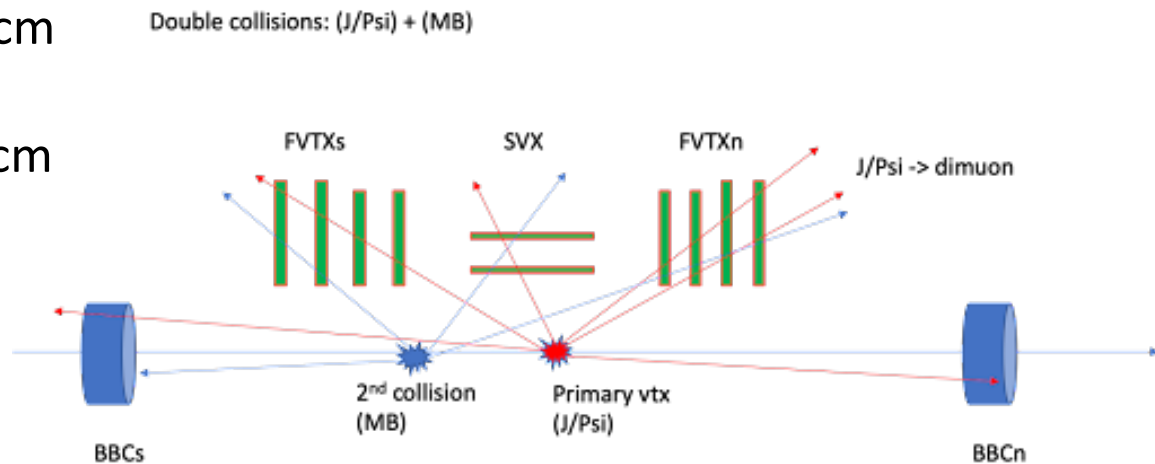 cm
Double collisions: (J/Psi) + (MB)
cm
FVTXs
SVX
FVTXn
J/Psi -> dimuon
2nd collision
(MB)
Primary vtx
(J/Psi)
BBCs
BBCn